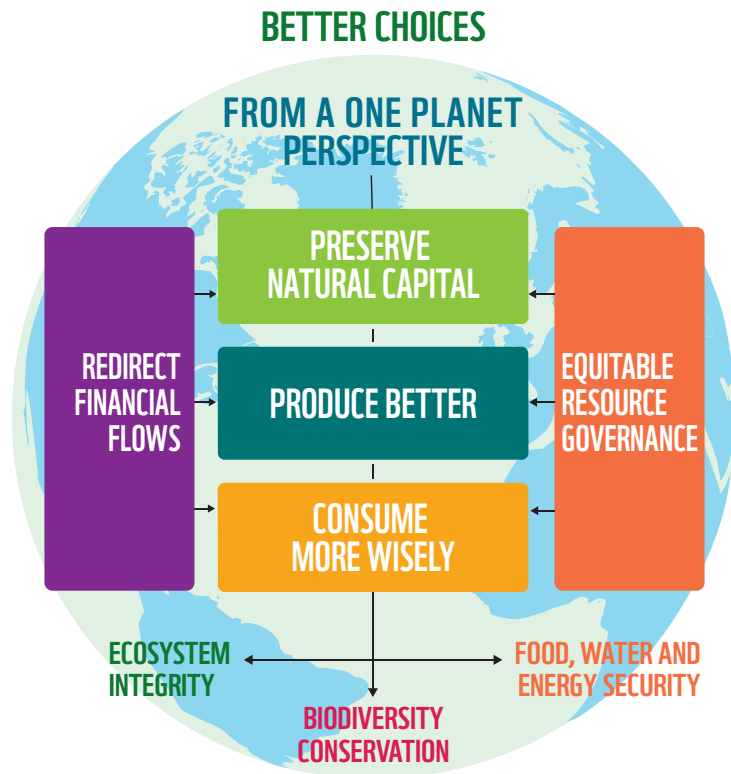 BETTER CHOICES
FROM A ONE PLANET
PERSPECTIVE
PRESERVE
NATURAL CAPITAL
REDIRECT
FINANCIAL
FLOWS
PRODUCE BETTER
EQUITABLE
RESOURCE
GOVERNANCE
CONSUME
MORE WISELY
ECOSYSTEM
INTEGRITY
FOOD, WATER AND
ENERGY SECURITY
BIODIVERSITY
CONSERVATION